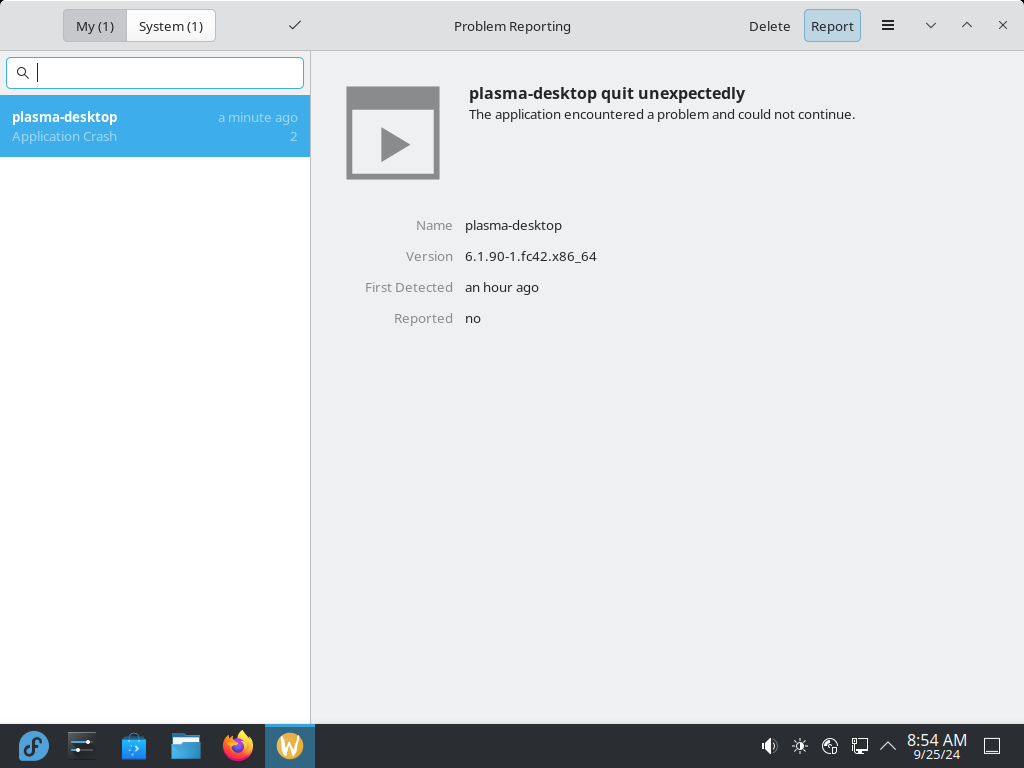 My (1)
System (1)
Problem Reporting
Delete
Report
plasma-desktop
a minute ago
Application Crash
2
plasma-desktop quit unexpectedly
The application encountered a problem and could not continue.
Name plasma-desktop
Version 6.1.90-1.fc42.x86_64
First Detected an hour ago
Reported no
8:54 AM
9/25/24